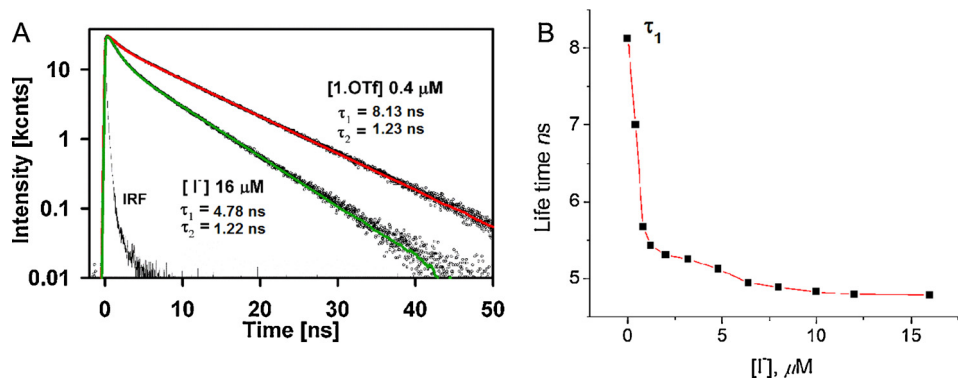 A
Intensity [kcnts]
10
1
0.1
0.01
[1.OTf] 0.4 μM
τ1 = 8.13 ns
τ2 = 1.23 ns
[I-] 16 μM
τ1 = 4.78 ns
τ2 = 1.22 ns
IRF
0 10 20 30 40 50
Time [ns]
B
τ1
Life time ns
8
7
6
5
0 5 10 15
[I-], μM